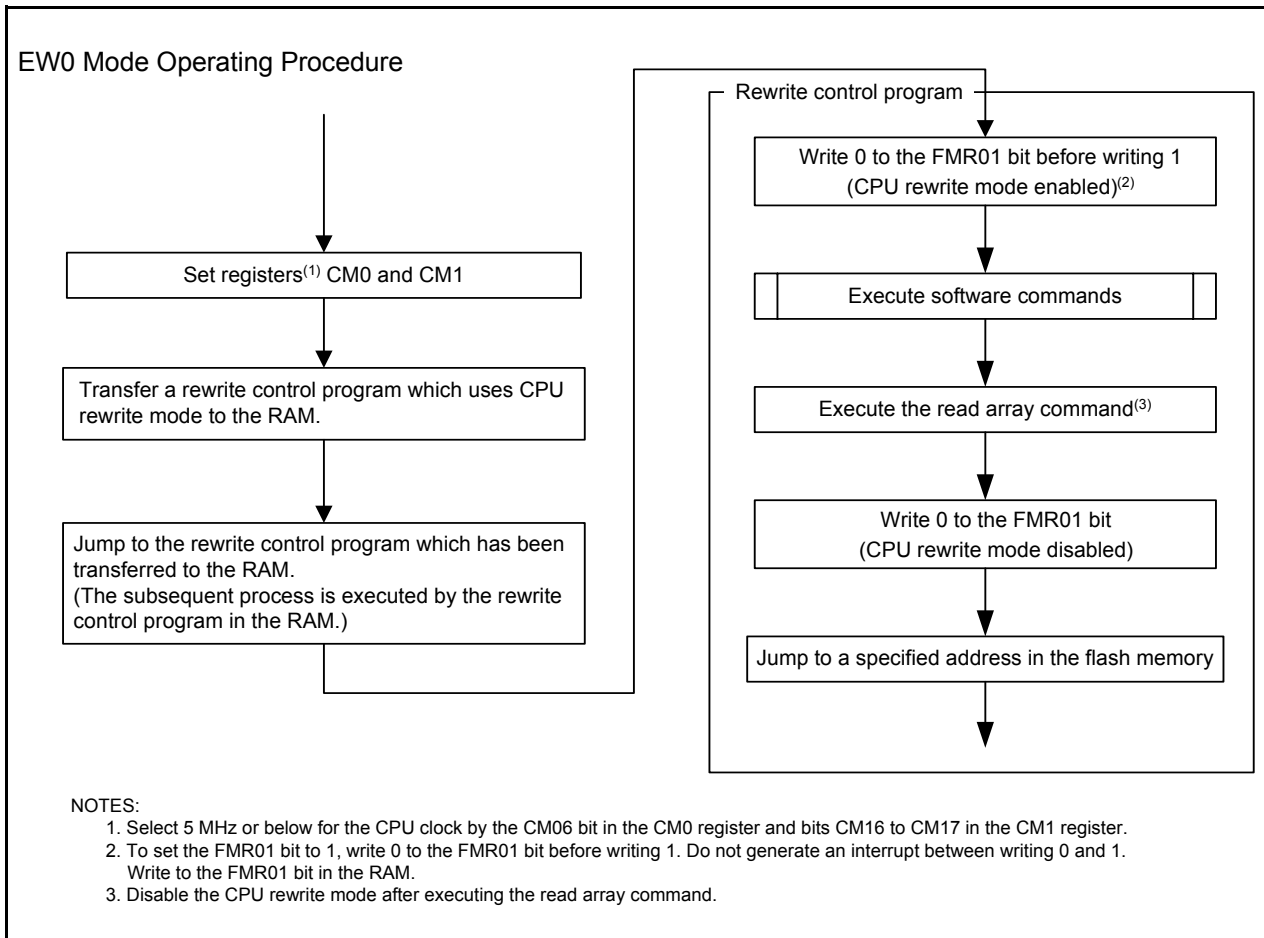 EW0 Mode Operating Procedure
Set registers(1) CM0 and CM1
Transfer a rewrite control program which uses CPU
rewrite mode to the RAM.
Jump to the rewrite control program which has been
transferred to the RAM.
(The subsequent process is executed by the rewrite
control program in the RAM.)
Rewrite control program
Write 0 to the FMR01 bit before writing 1
(CPU rewrite mode enabled)(2)
Execute software commands
Execute the read array command(3)
Write 0 to the FMR01 bit
(CPU rewrite mode disabled)
Jump to a specified address in the flash memory
NOTES:
1. Select 5 MHz or below for the CPU clock by the CM06 bit in the CM0 register and bits CM16 to CM17 in the CM1 register.
2. To set the FMR01 bit to 1, write 0 to the FMR01 bit before writing 1. Do not generate an interrupt between writing 0 and 1.
Write to the FMR01 bit in the RAM.
3. Disable the CPU rewrite mode after executing the read array command.